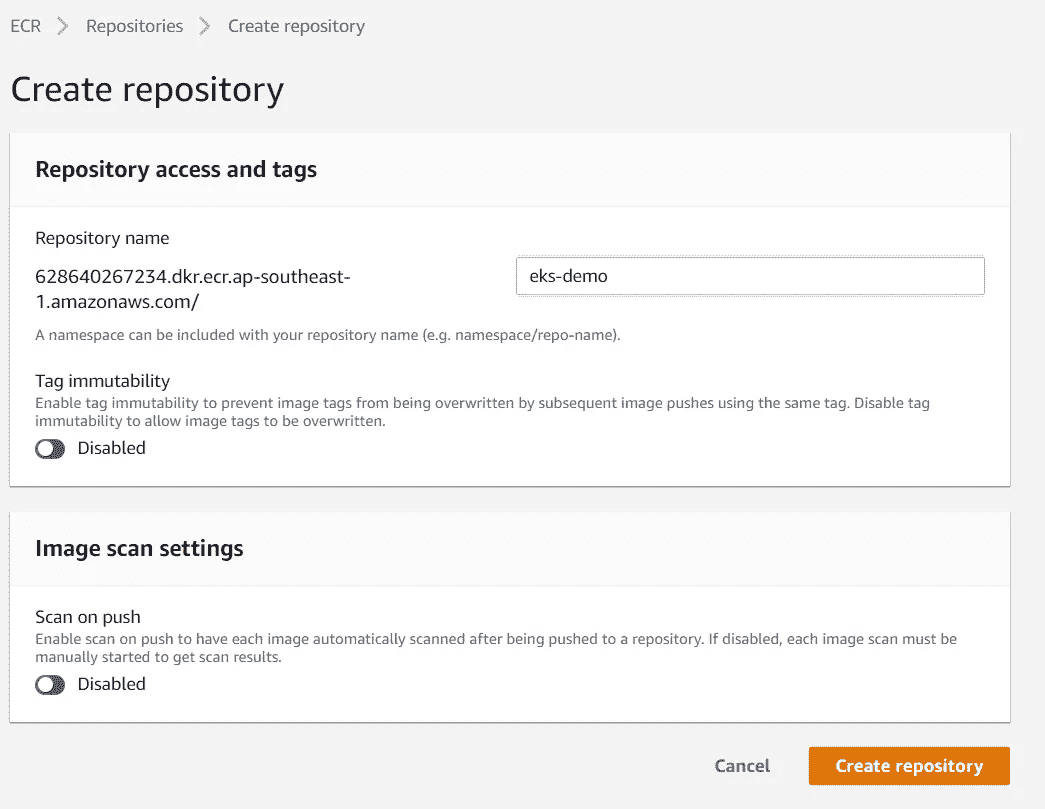 ECR > Repositories > Create repository
Create repository
Repository access and tags
Repository name
628640267234.dkr.ecr.ap-southeast-
1.amazonaws.com/
eks-demo
A namespace can be included with your repository name (e.g. namespace/repo-name).
Tag immutability
Enable tag immutability to prevent image tags from being overwritten by subsequent image pushes using the same tag. Disable tag
immutability to allow image tags to be overwritten.
Disabled
Image scan settings
Scan on push
Enable scan on push to have each image automatically scanned after being pushed to a repository. If disabled, each image scan must be
manually started to get scan results.
Disabled
Cancel
Create repository